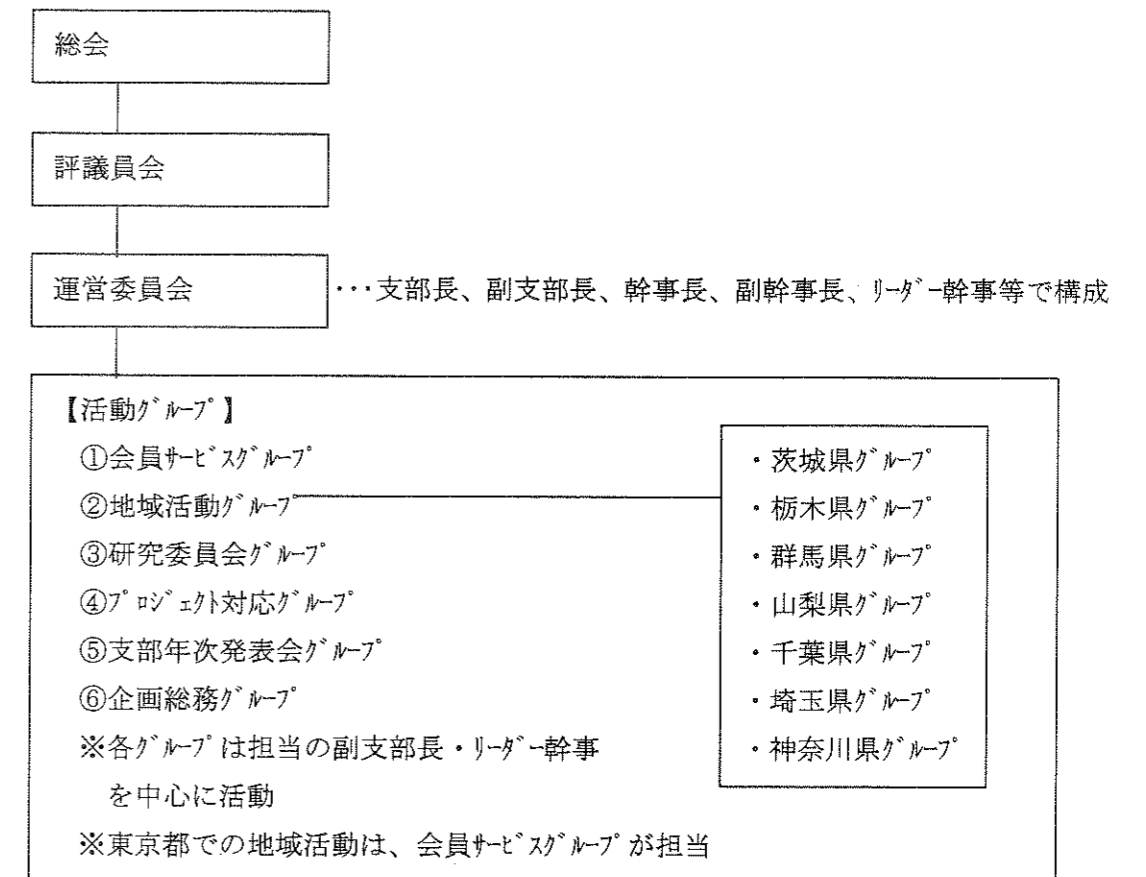 総会
評議員会
運営委員会 ・・・支部長、副支部長、幹事長、副幹事長、ﾘｰﾀﾞｰ幹事等で構成
【活動ｸﾞﾙｰﾌﾟ】
①会員ｻｰﾋﾞｽｸﾞﾙｰﾌﾟ
②地域活動ｸﾞﾙｰﾌﾟ
③研究委員会ｸﾞﾙｰﾌﾟ
④ﾌﾟﾛｼﾞｪｸﾄ対応ｸﾞﾙｰﾌﾟ
⑤支部年次発表会ｸﾞﾙｰﾌﾟ
⑥企画総務ｸﾞﾙｰﾌﾟ
※各ｸﾞﾙｰﾌﾟは担当の副支部長・ﾘｰﾀﾞｰ幹事
を中心に活動
※東京都での地域活動は、会員ｻｰﾋﾞｽｸﾞﾙｰﾌﾟが担当
・茨城県ｸﾞﾙｰﾌﾟ
・栃木県ｸﾞﾙｰﾌﾟ
・群馬県ｸﾞﾙｰﾌﾟ
・山梨県ｸﾞﾙｰﾌﾟ
・千葉県ｸﾞﾙｰﾌﾟ
・埼玉県ｸﾞﾙｰﾌﾟ
・神奈川県ｸﾞﾙｰﾌﾟ